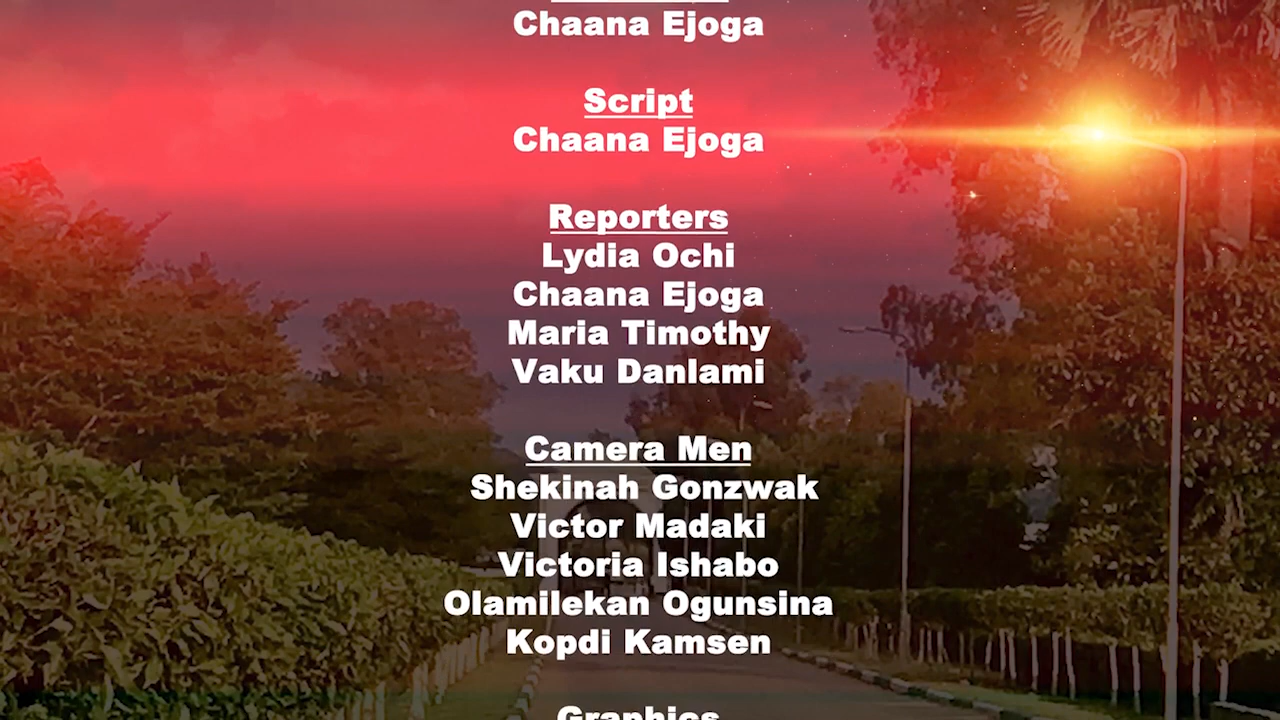 Chaana Ejoga
Script
Chaana Ejoga
Reporters
Lydia Ochi
Chaana Ejoga
Maria Timothy
Vaku Danlami
Camera Men
Shekinah Gonzwak
Victor Madaki
Victoria Ishabo
Olamilekan Ogunsina
Kopdi Kamsen
Graphics